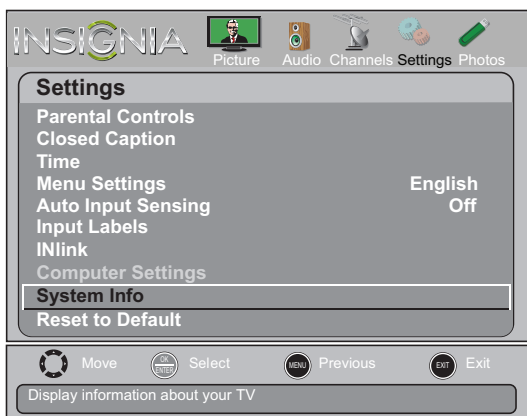 INSIGNIA
Picture Audio Channels Settings Photos
Settings
Parental Controls
Closed Caption
Time
Menu Settings English
Auto Input Sensing Off
Input Labels
INlink
Computer Settings
System Info
Reset to Default
Move OK ENTER Select MENU Previous EXIT Exit
Display information about your TV